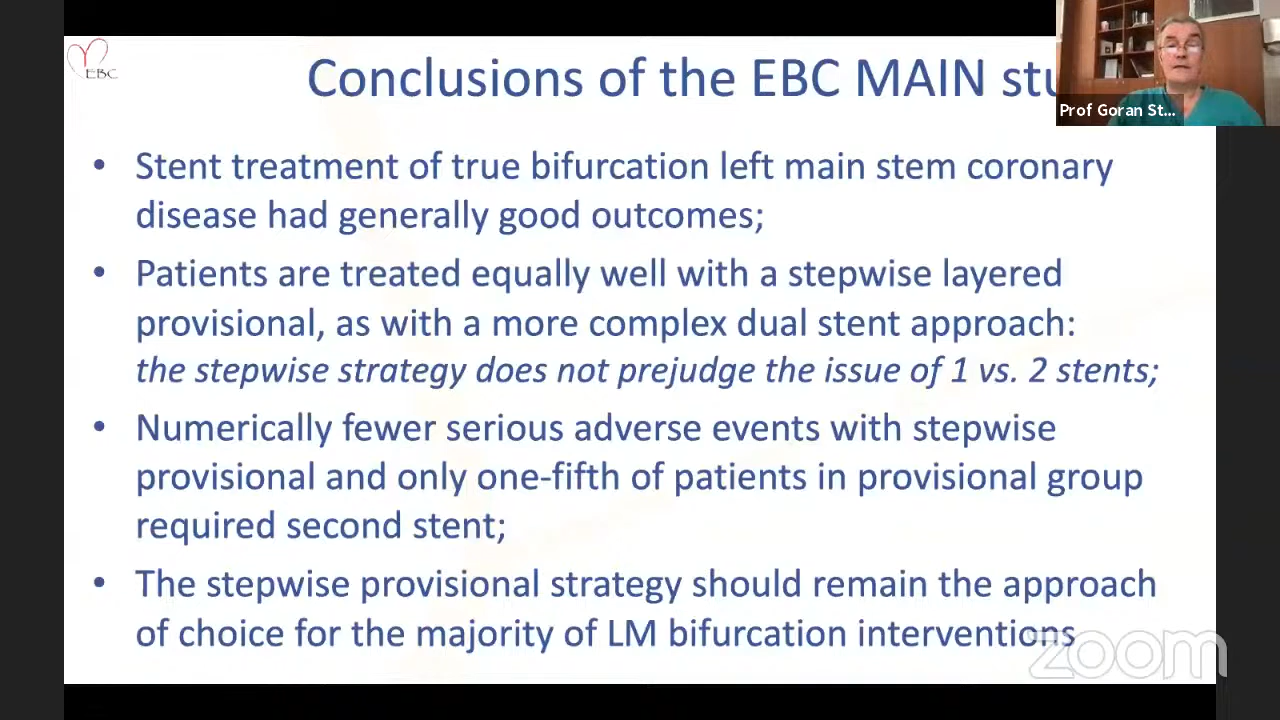 EBC
Conclusions of the EBC MAIN stu
Prof Goran St...
• Stent treatment of true bifurcation left main stem coronary
disease had generally good outcomes;
• Patients are treated equally well with a stepwise layered
provisional, as with a more complex dual stent approach:
the stepwise strategy does not prejudge the issue of 1 vs. 2 stents;
• Numerically fewer serious adverse events with stepwise
provisional and only one-fifth of patients in provisional group
required second stent;
• The stepwise provisional strategy should remain the approach
of choice for the majority of LM bifurcation interventions
zoom